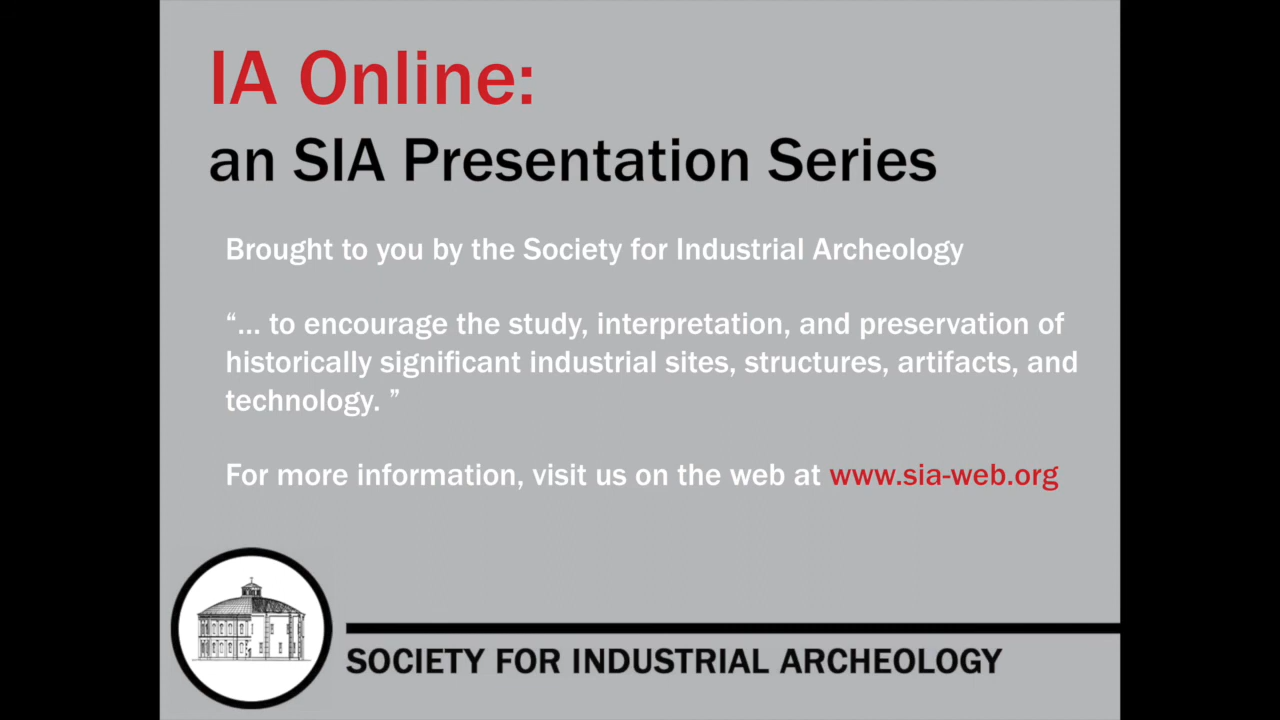 IA Online:
an SIA Presentation Series
Brought to you by the Society for Industrial Archeology
“... to encourage the study, interpretation, and preservation of
historically significant industrial sites, structures, artifacts, and
technology. ”
For more information, visit us on the web at www.sia-web.org
SOCIETY FOR INDUSTRIAL ARCHEOLOGY